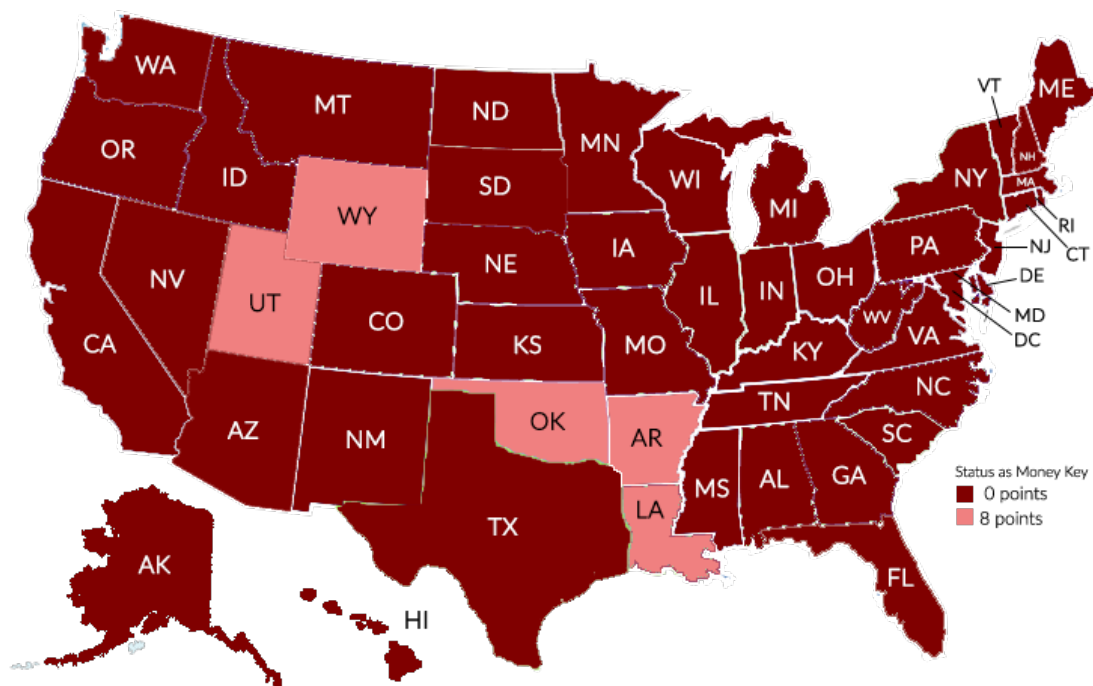 WA
MT
ND
MN
VT
ME
OR
ID
SD
WI
MI
NY
NH
MA
WY
RI
CT
NV
UT
NE
IA
PA
NJ
IL
IN
OH
DE
CA
CO
KS
MO
WV
VA
MD
DC
KY
AZ
NM
OK
AR
TN
NC
SC
MS
AL
GA
Status as Money Key
0 points
8 points
LA
TX
AK
HI
FL